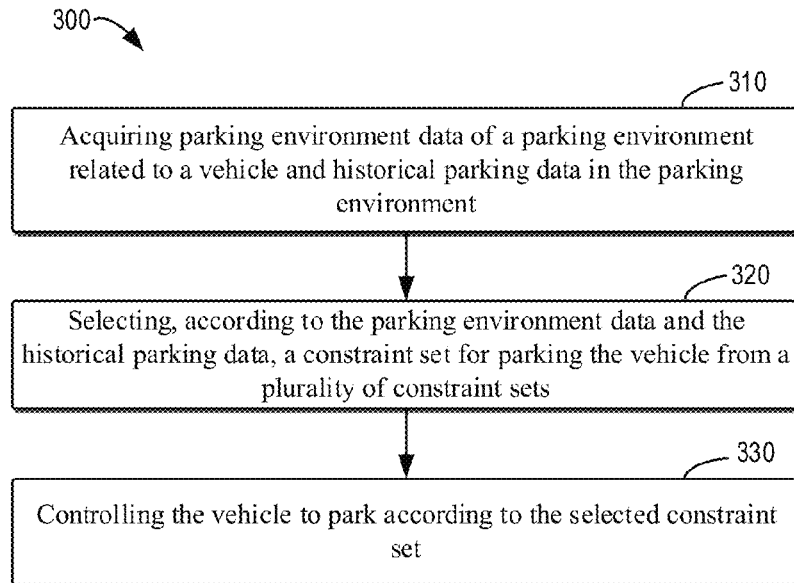 300
310
Acquiring parking environment data of a parking environment
related to a vehicle and historical parking data in the parking
environment
320
Selecting, according to the parking environment data and the
historical parking data, a constraint set for parking the vehicle from a
plurality of constraint sets
330
Controlling the vehicle to park according to the selected constraint
set